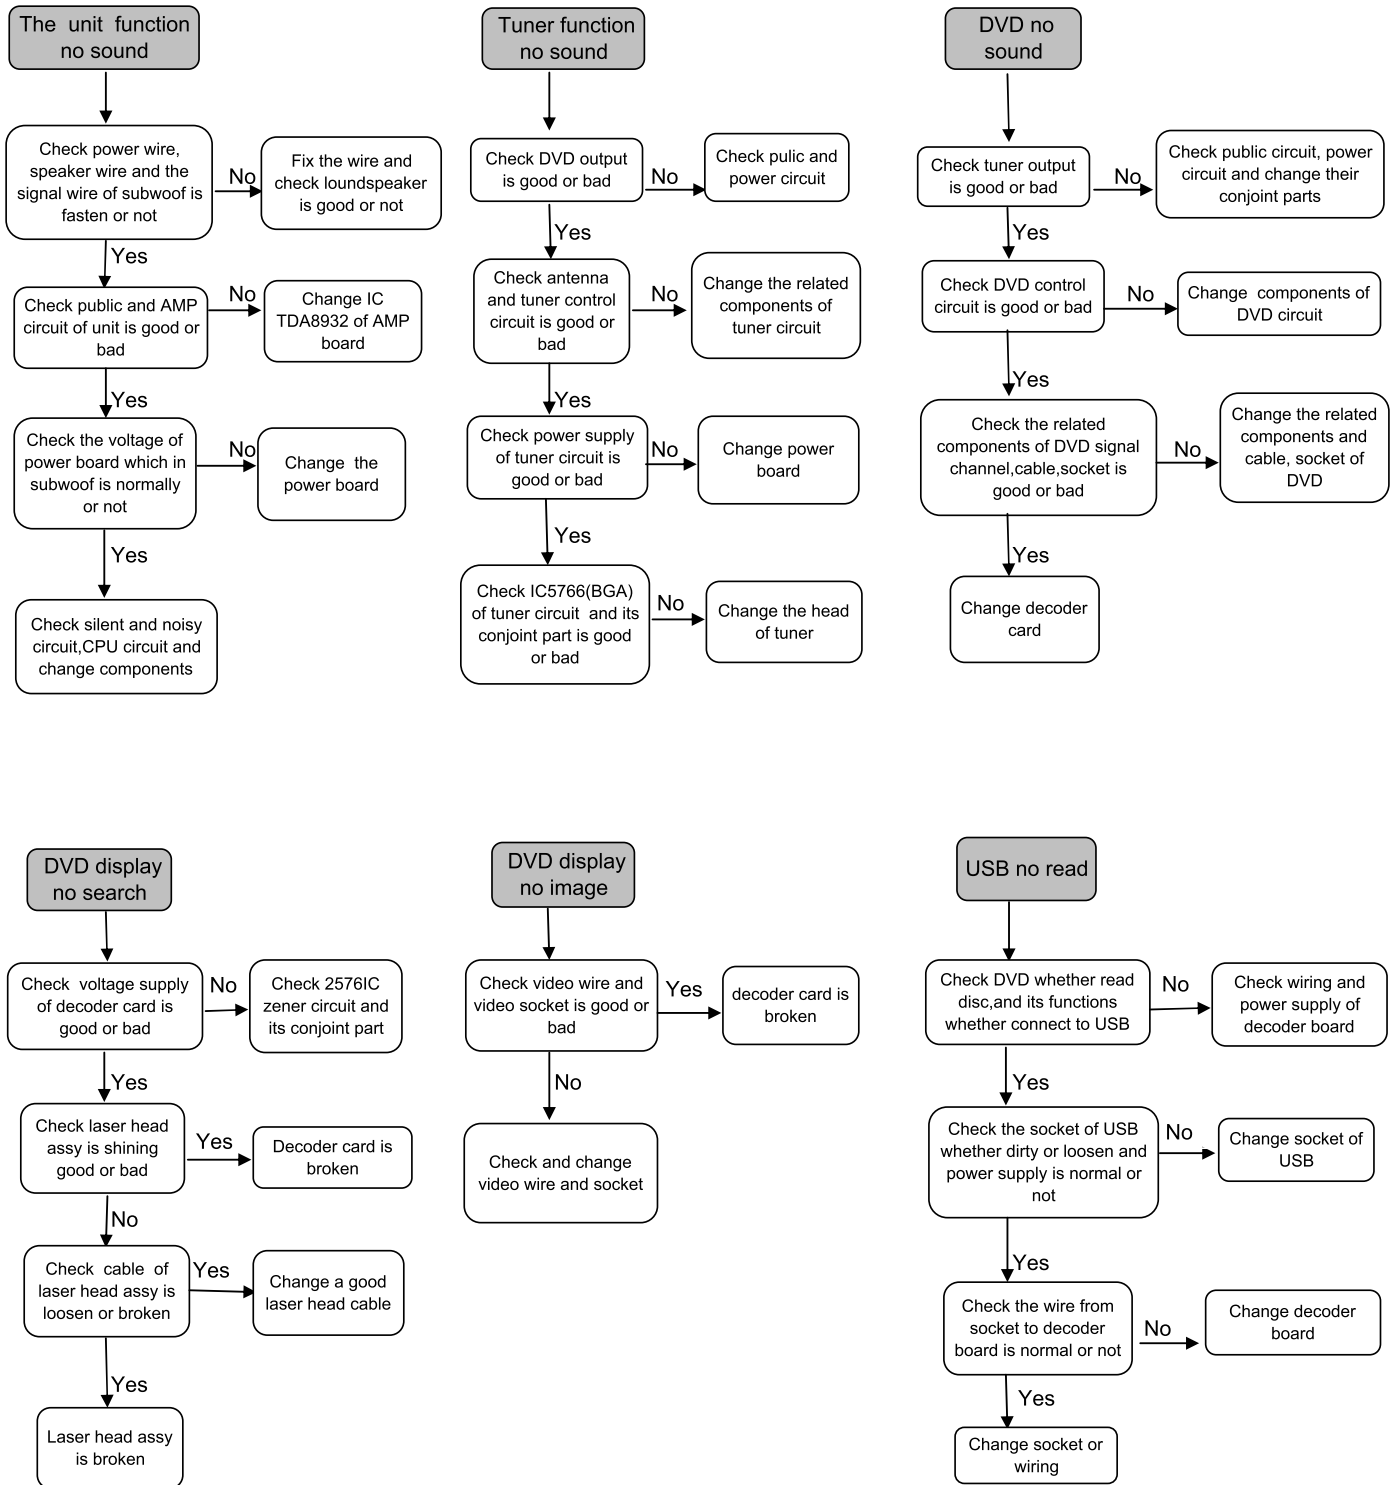 The unit function
no sound
Check power wire,
speaker wire and the
signal wire of subwoof is
fasten or not
No
Fix the wire and
check loundspeaker
is good or not
Yes
Check public and AMP
circuit of unit is good or
bad
No
Change IC
TDA8932 of AMP
board
Yes
Check the voltage of
power board which in
subwoof is normally
or not
No
Change the
power board
Yes
Check silent and noisy
circuit,CPU circuit and
change components
Tuner function
no sound
Check DVD output
is good or bad
No
Check pulic and
power circuit
Yes
Check antenna
and tuner control
circuit is good or
bad
No
Change the related
components of
tuner circuit
Yes
Check power supply
of tuner circuit is
good or bad
No
Change power
board
Yes
Check IC5766(BGA)
of tuner circuit and its
conjoint part is good
or bad
No
Change the head
of tuner
DVD no
sound
Check tuner output
is good or bad
No
Check public circuit, power
circuit and change their
conjoint parts
Yes
Check DVD control
circuit is good or bad
No
Change components of
DVD circuit
Yes
Check the related
components of DVD signal
channel,cable,socket is
good or bad
No
Change the related
components and
cable, socket of
DVD
Yes
Change decoder
card
DVD display
no search
Check voltage supply
of decoder card is
good or bad
No
Check 2576IC
zener circuit and
its conjoint part
Yes
Check laser head
assy is shining
good or bad
Yes
Decoder card is
broken
No
Check cable of
laser head assy is
loosen or broken
Yes
Change a good
laser head cable
Yes
Laser head assy
is broken
DVD display
no image
Check video wire and
video socket is good or
bad
Yes
decoder card is
broken
No
Check and change
video wire and socket
USB no read
Check DVD whether read
disc,and its functions
whether connect to USB
No
Check wiring and
power supply of
decoder board
Yes
Check the socket of USB
whether dirty or loosen and
power supply is normal or
not
No
Change socket of
USB
Yes
Check the wire from
socket to decoder
board is normal or not
No
Change decoder
board
Yes
Change socket or
wiring